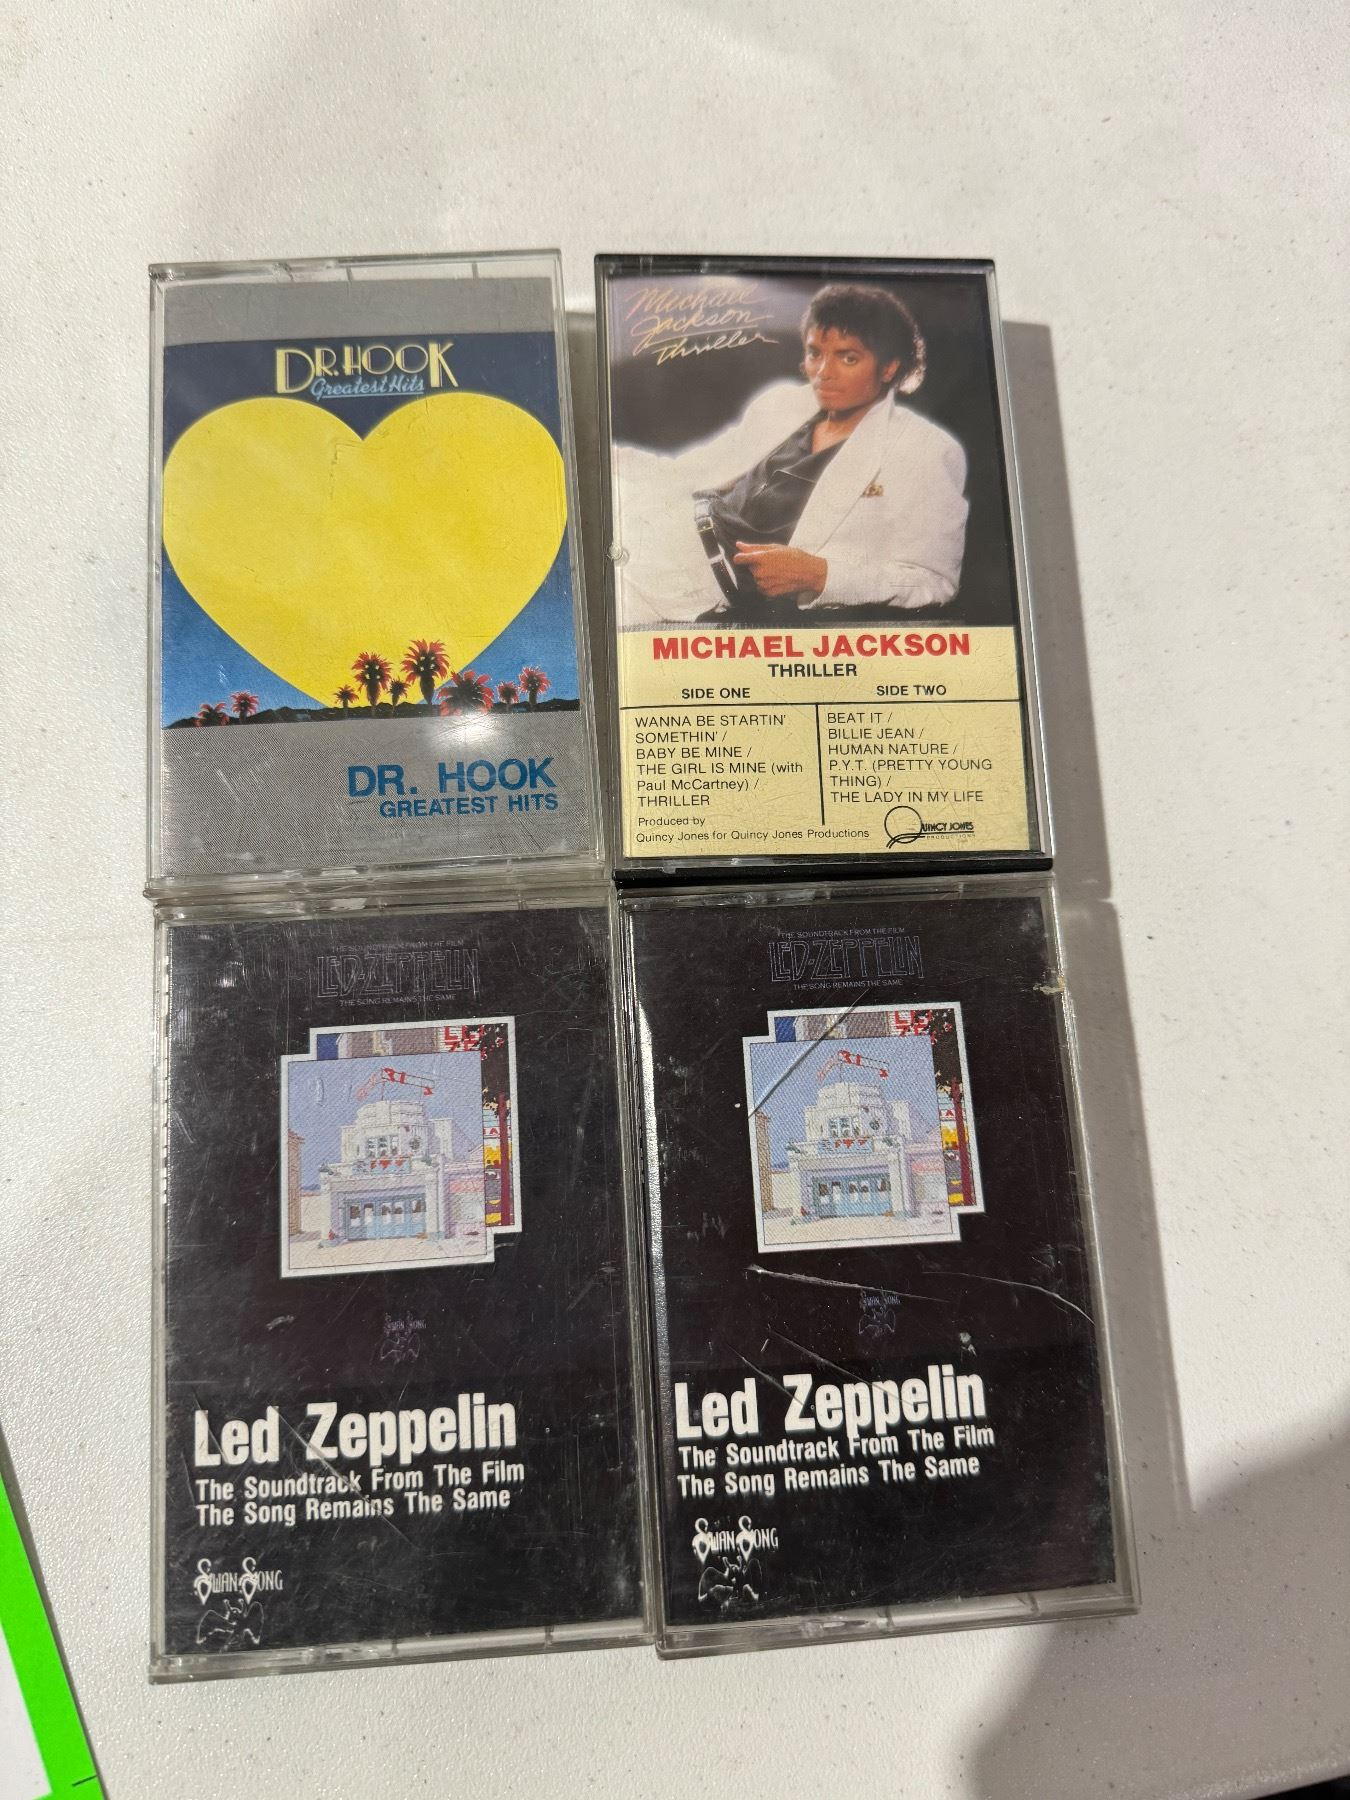 DR. HOOK
Greatest Hits
DR. HOOK
GREATEST HITS
Michael
Jackson
Thriller
MICHAEL JACKSON
THRILLER
SIDE ONE
WANNA BE STARTIN'
SOMETHIN' /
BABY BE MINE /
THE GIRL IS MINE (with
Paul McCartney) /
THRILLER
SIDE TWO
BEAT IT /
BILLIE JEAN /
HUMAN NATURE /
P.Y.T. (PRETTY YOUNG
THING) /
THE LADY IN MY LIFE
Produced by
Quincy Jones for Quincy Jones Productions
QUINCY JONES
PRODUCTIONS
THE SOUNDTRACK FROM THE FILM
LED-ZEPPELIN
THE SONG REMAINS THE SAME
SWAN SONG
Led Zeppelin
The Soundtrack From The Film
The Song Remains The Same
SWAN SONG
THE SOUNDTRACK FROM THE FILM
LED-ZEPPELIN
THE SONG REMAINS THE SAME
SWAN SONG
Led Zeppelin
The Soundtrack From The Film
The Song Remains The Same
SWAN SONG